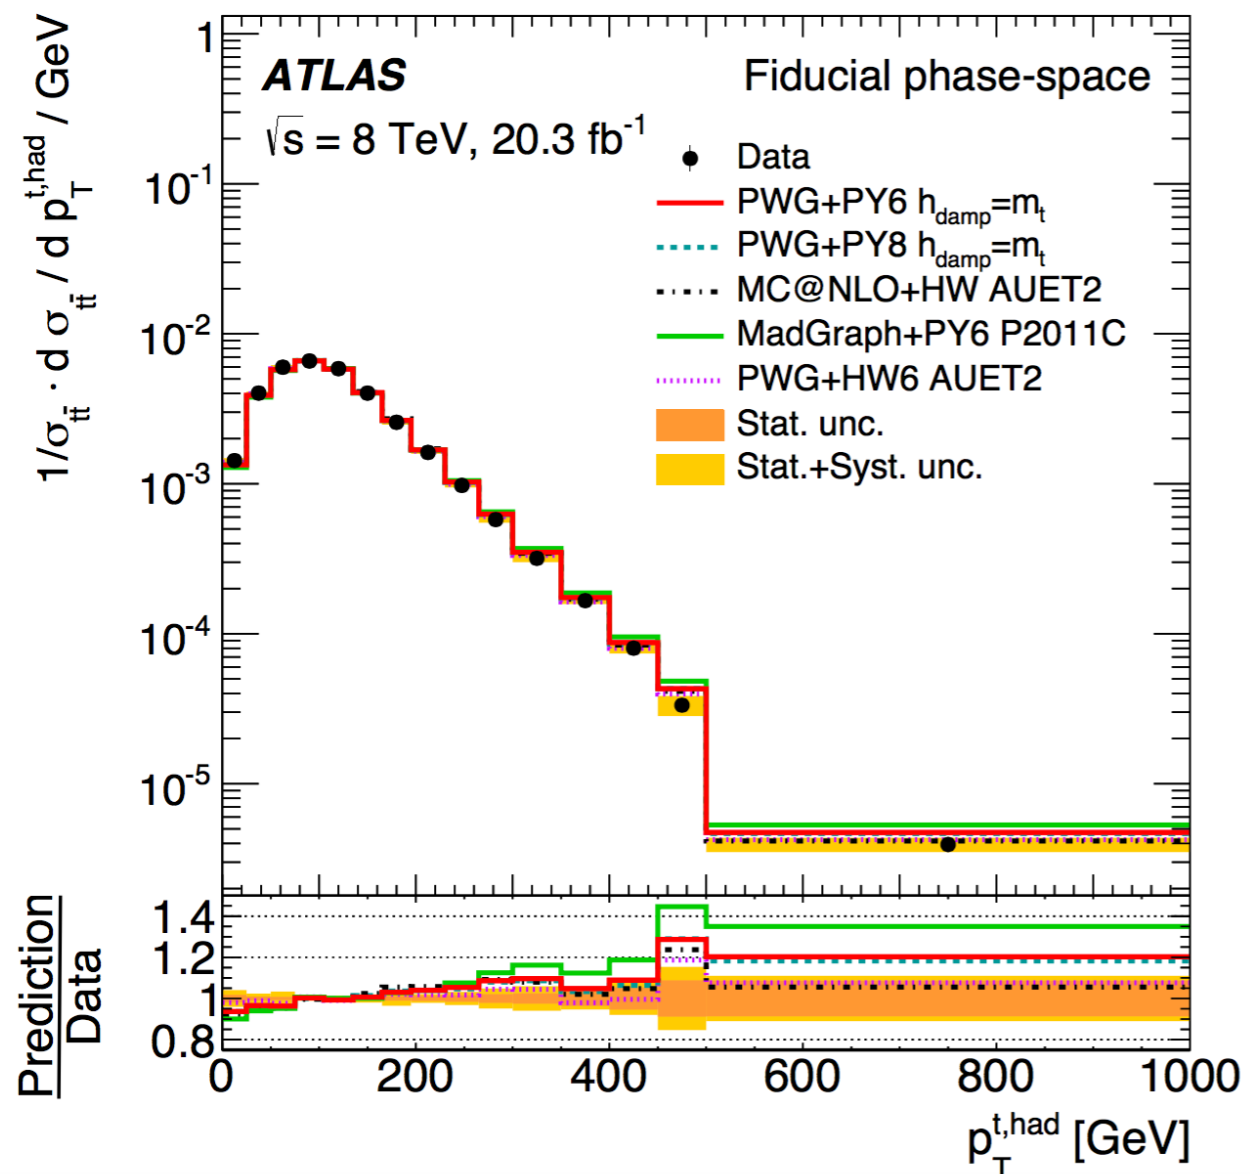 1/σ_tt̄ · d σ_tt̄ / d p_T^{t,had} / GeV
1
10^-1
10^-2
10^-3
10^-4
10^-5
ATLAS
Fiducial phase-space
√s = 8 TeV, 20.3 fb^-1
Data
PWG+PY6 h_damp=m_t
PWG+PY8 h_damp=m_t
MC@NLO+HW AUET2
MadGraph+PY6 P2011C
PWG+HW6 AUET2
Stat. unc.
Stat.+Syst. unc.
Prediction
Data
1.4
1.2
1
0.8
0 200 400 600 800 1000
p_T^{t,had} [GeV]